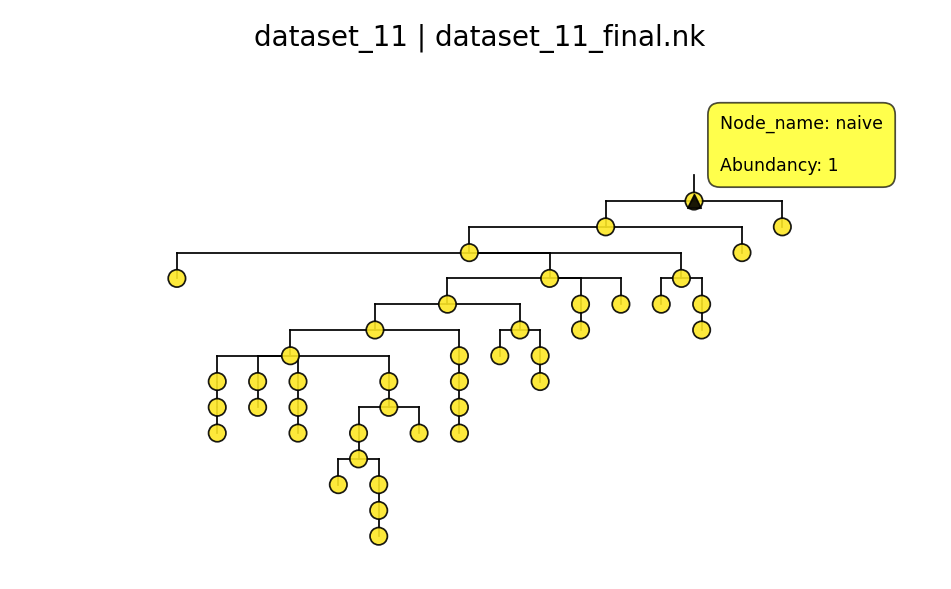 dataset_11 | dataset_11_final.nk
Node_name: naive
Abundancy: 1